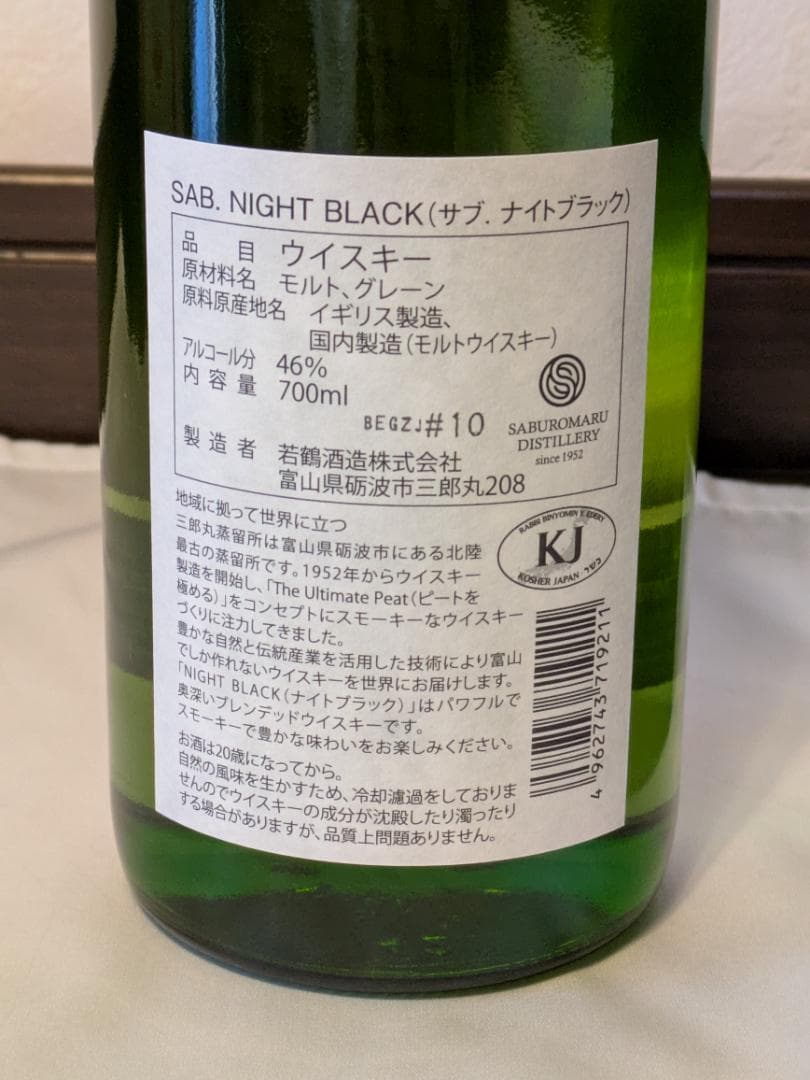 SAB. NIGHT BLACK（サブ. ナイトブラック）
品目 ウイスキー
原材料名 モルト、グレーン
原料原産地名 イギリス製造、
国内製造（モルトウイスキー）
アルコール分 46%
内容量 700ml
BEGZJ#10
製造者 若鶴酒造株式会社
富山県砺波市三郎丸208
SABUROMARU
DISTILLERY
since 1952
地域に拠って世界に立つ
三郎丸蒸留所は富山県砺波市にある北陸
最古の蒸留所です。1952年からウイスキー
製造を開始し、「The Ultimate Peat（ピートを
極める）」をコンセプトにスモーキーなウイスキー
づくりに注力してきました。
豊かな自然と伝統産業を活用した技術により富山
でしか作れないウイスキーを世界にお届けします。
「NIGHT BLACK（ナイトブラック）」はパワフルで
奥深いブレンデッドウイスキーです。
スモーキーで豊かな味わいをお楽しみください。
RABBI BINYOMIN Y. EDERY
KJ
KOSHER JAPAN · כשר
4 962743 719211
お酒は20歳になってから。
自然の風味を生かすため、冷却濾過をしておりま
せんのでウイスキーの成分が沈殿したり濁ったり
する場合がありますが、品質上問題ありません。